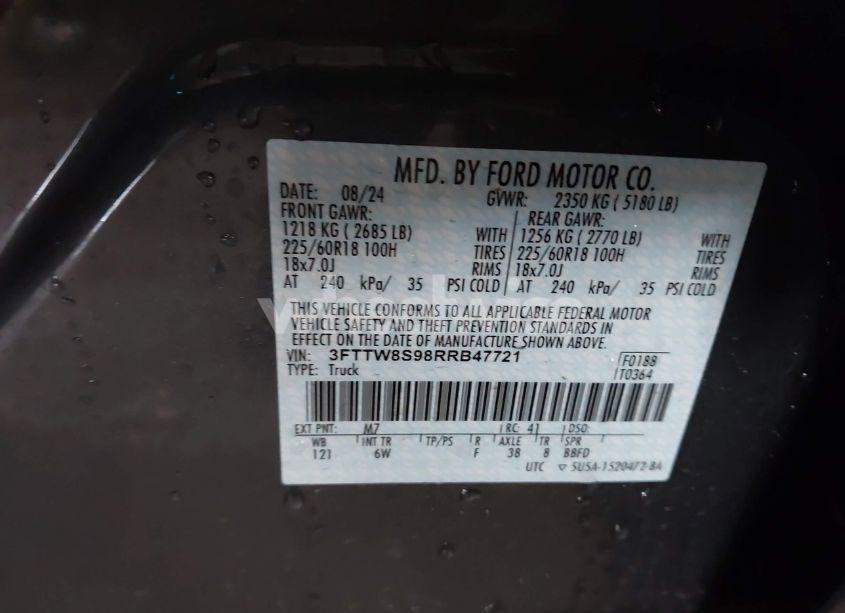 MFD. BY FORD MOTOR CO.
DATE: 08/24 GVWR: 2350 KG ( 5180 LB)
FRONT GAWR: REAR GAWR:
1218 KG ( 2685 LB) WITH 1256 KG ( 2770 LB) WITH
225/60R18 100H TIRES 225/60R18 100H TIRES
18x7.0J RIMS 18x7.0J RIMS
AT 240 kPa/ 35 PSI COLD AT 240 kPa/ 35 PSI COLD
THIS VEHICLE CONFORMS TO ALL APPLICABLE FEDERAL MOTOR
VEHICLE SAFETY AND THEFT PREVENTION STANDARDS IN
EFFECT ON THE DATE OF MANUFACTURE SHOWN ABOVE.
VIN: 3FTTW8S98RRB47721 F0188
TYPE: Truck T0364
EXT PNT: M7 RC: 41 DSO:
WB INT TR TP/PS R AXLE TR SPR
121 6W F 38 8 BBFD
UTC 5U5A-1520472-BA